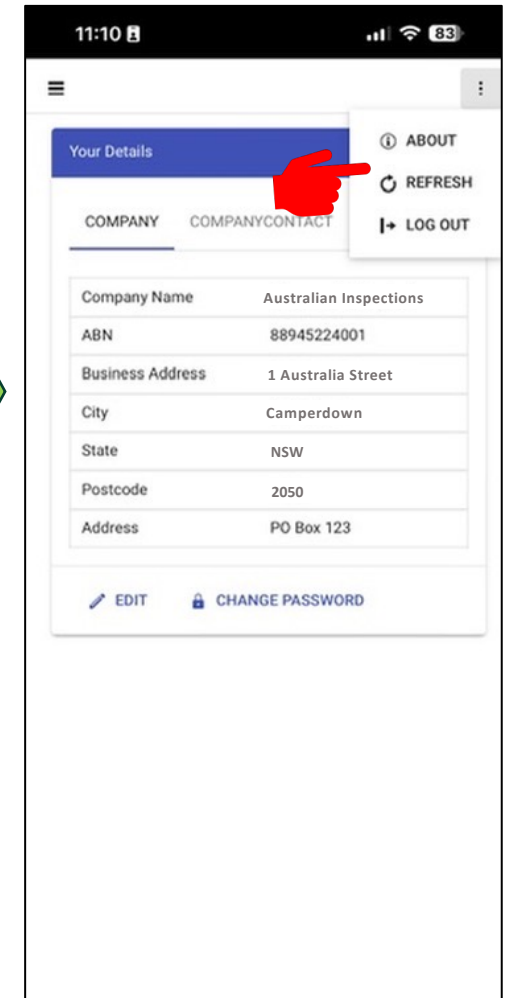 11:10 83
ABOUT
Your Details
REFRESH
COMPANY COMPANYCONTACT
LOG OUT
Company Name Australian Inspections
ABN 88945224001
Business Address 1 Australia Street
City Camperdown
State NSW
Postcode 2050
Address PO Box 123
EDIT CHANGE PASSWORD